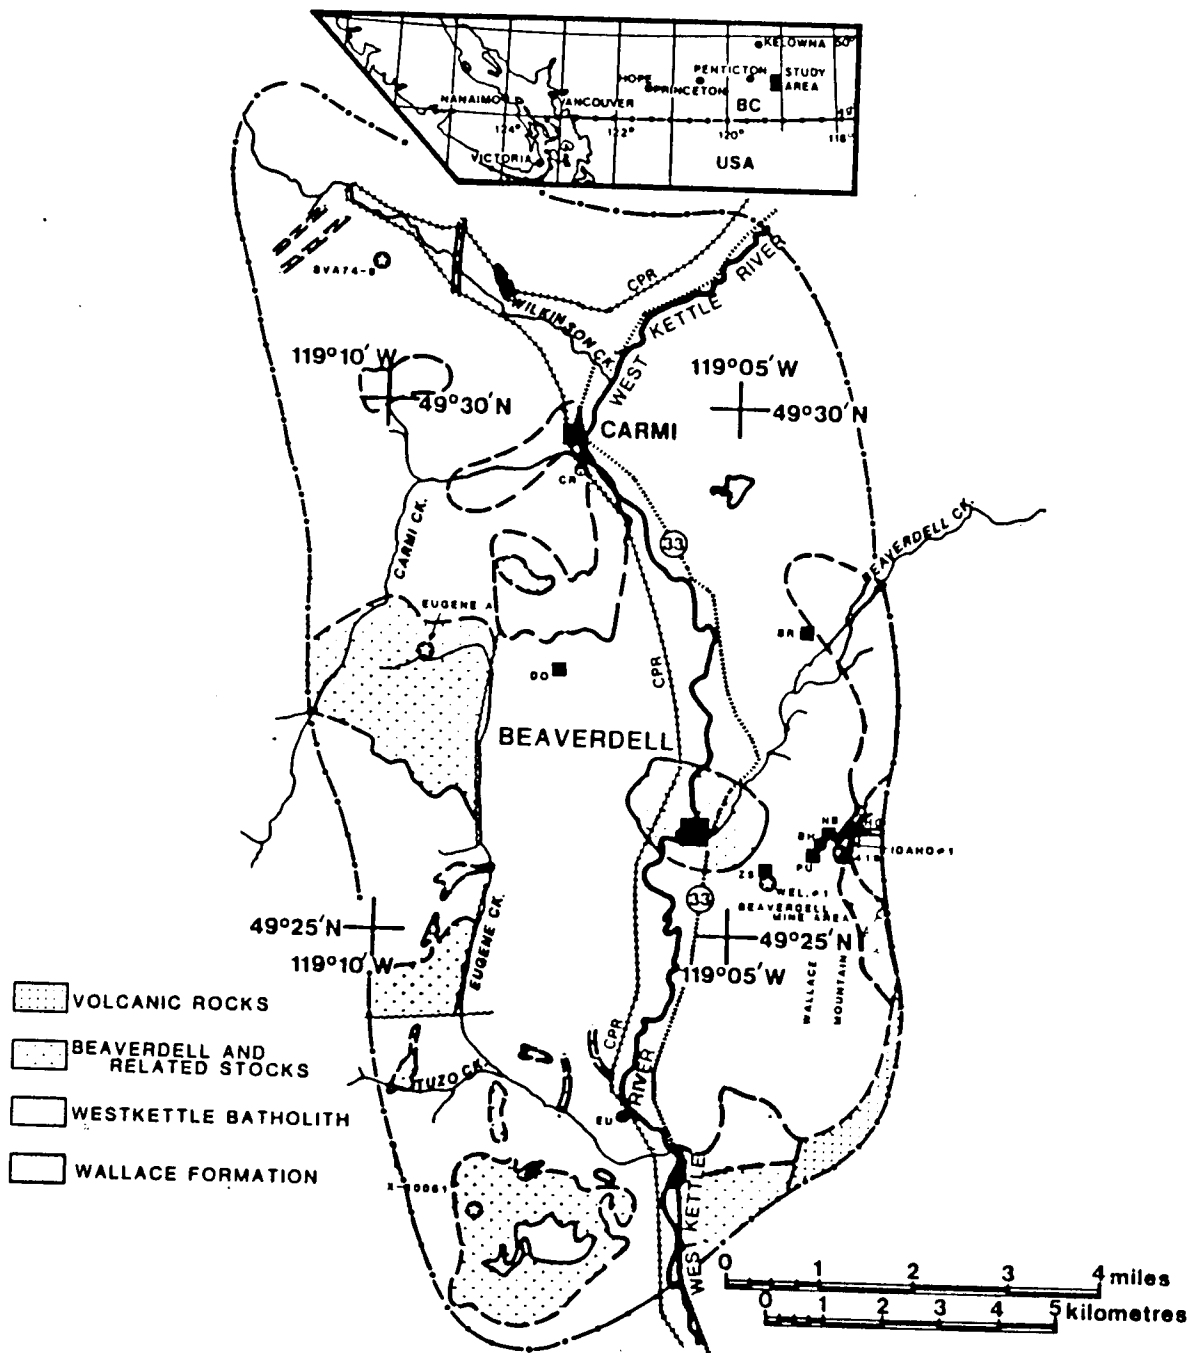 KELOWNA 50°
HOPE
PENTICTON
STUDY
AREA
PRINCETON
NANAIMO
VANCOUVER
BC
49°
124°
122°
120°
118°
VICTORIA
USA
CPR
WEST KETTLE RIVER
SVA74-8
WILKINSON CK.
119°10′ W
49°30′N
119°05′ W
49°30′N
CARMI
CR
CARMI CK.
33
EAVERDELL CK.
EUGENE A
BR
DO
CPR
BEAVERDELL
NB
BH
PU
IDAHO#1
ZS
WEL.#1
33
BEAVERDELL
MINE AREA
49°25′N
119°10′ W
EUGENE CK.
49°25′N
119°05′ W
WALLACE
MOUNTAIN
VOLCANIC ROCKS
BEAVERDELL AND
RELATED STOCKS
WESTKETTLE BATHOLITH
WALLACE FORMATION
TUZO CK.
CPR
RIVER
EU
WEST KETTLE
0 1 2 3 4 miles
0 1 2 3 4 5 kilometres